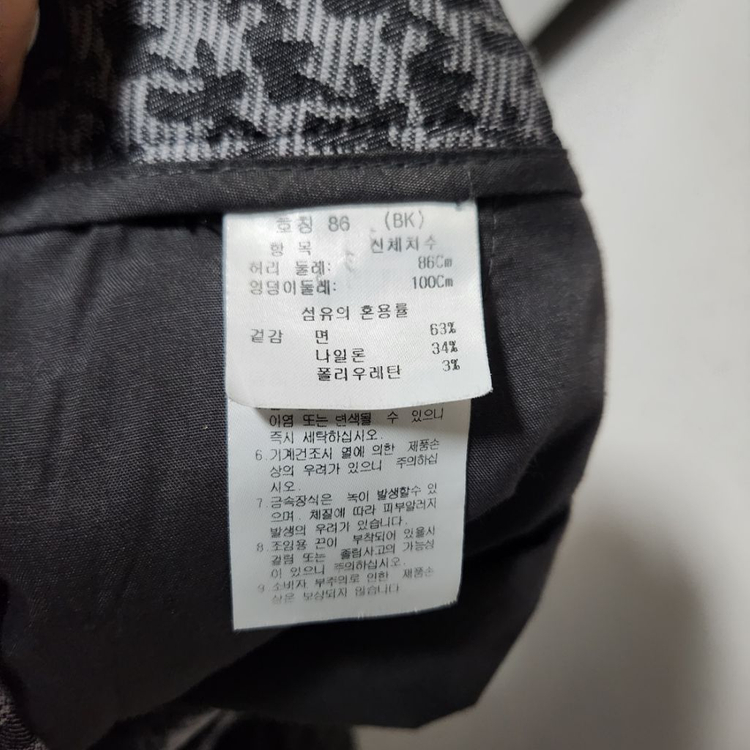 호칭 86 (BK)
항 목 신체치수
허리 둘레: 86Cm
엉덩이둘레: 100Cm
섬유의 혼용률
겉감 면 63%
나일론 34%
폴리우레탄 3%
이염 또는 변색될 수 있으니
즉시 세탁하십시오.
6.기계건조시 열에 의한 제품손
상의 우려가 있으니 주의하십
시오.
7.금속장식은 녹이 발생할수 있
으며, 체질에 따라 피부알러지
발생의 우려가 있습니다.
8.조임용 끈이 부착되어 있을시
걸림 또는 졸림사고의 가능성
이 있으니 주의하십시오.
9.소비자 부주의로 인한 제품손
상은 보상되지 않습니다